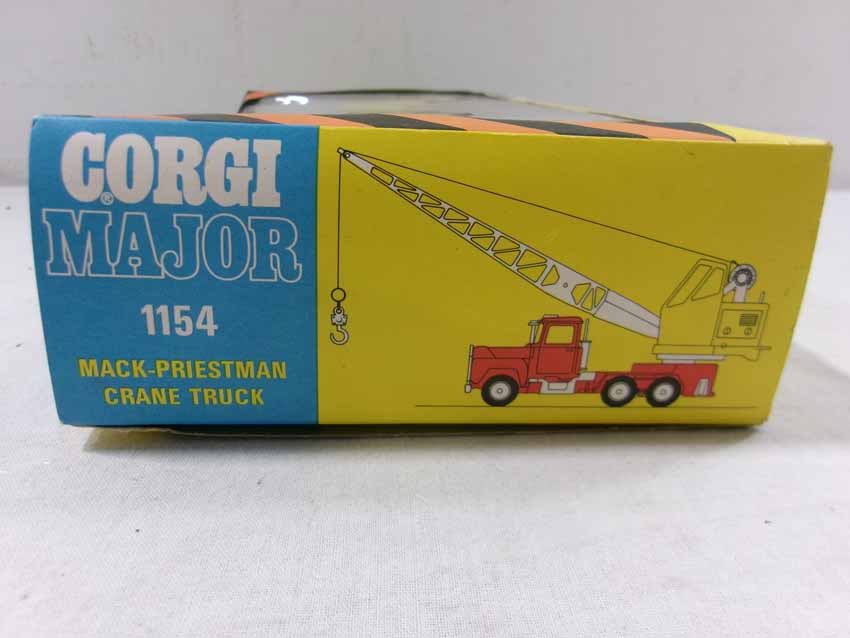 CORGI®
MAJOR
1154
MACK-PRIESTMAN
CRANE TRUCK